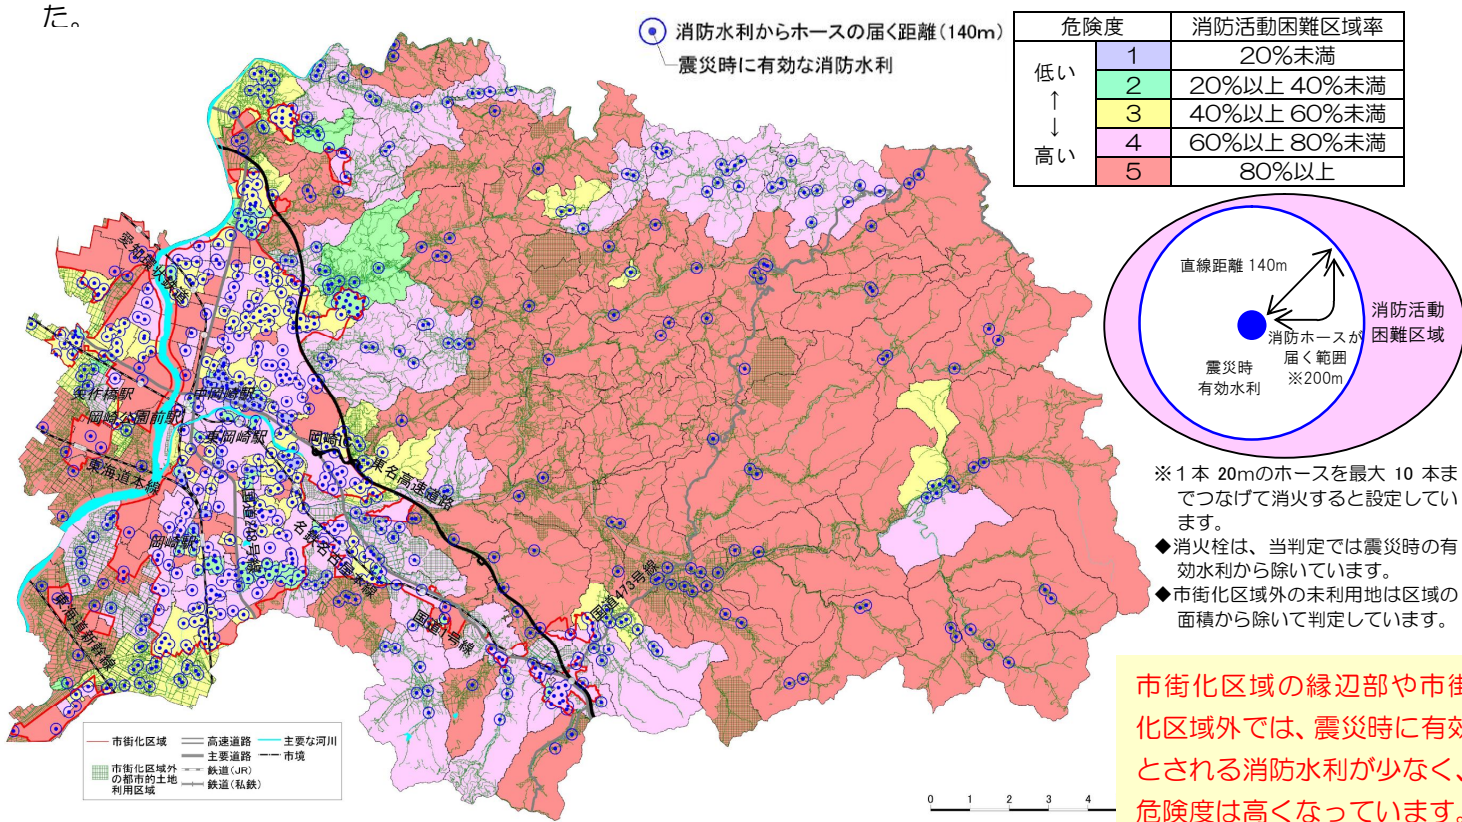 た。
消防水利からホースの届く距離(140m)
震災時に有効な消防水利
危険度 消防活動困難区域率
低い
↑
↓
高い
1 20%未満
2 20%以上 40%未満
3 40%以上 60%未満
4 60%以上 80%未満
5 80%以上
直線距離 140m
消防ホースが
届く範囲
※200m
震災時
有効水利
消防活動
困難区域
※1本 20mのホースを最大 10 本ま
でつなげて消火すると設定してい
ます。
◆消火栓は、当判定では震災時の有
効水利から除いています。
◆市街化区域外の未利用地は区域の
面積から除いて判定しています。
愛知環状鉄道
矢作橋駅
中岡崎駅
岡崎公園前駅
東岡崎駅
岡崎IC
東海道本線
東名高速道路
国道248号線
岡崎駅
名鉄名古屋本線
国道473号線
国道1号線
東海道新幹線
市街化区域
市街化区域外
の都市的土地
利用区域
高速道路
主要道路
鉄道(JR)
鉄道(私鉄)
主要な河川
市境
0 1 2 3 4
市街化区域の縁辺部や市街
化区域外では、震災時に有効
とされる消防水利が少なく、
危険度は高くなっています。